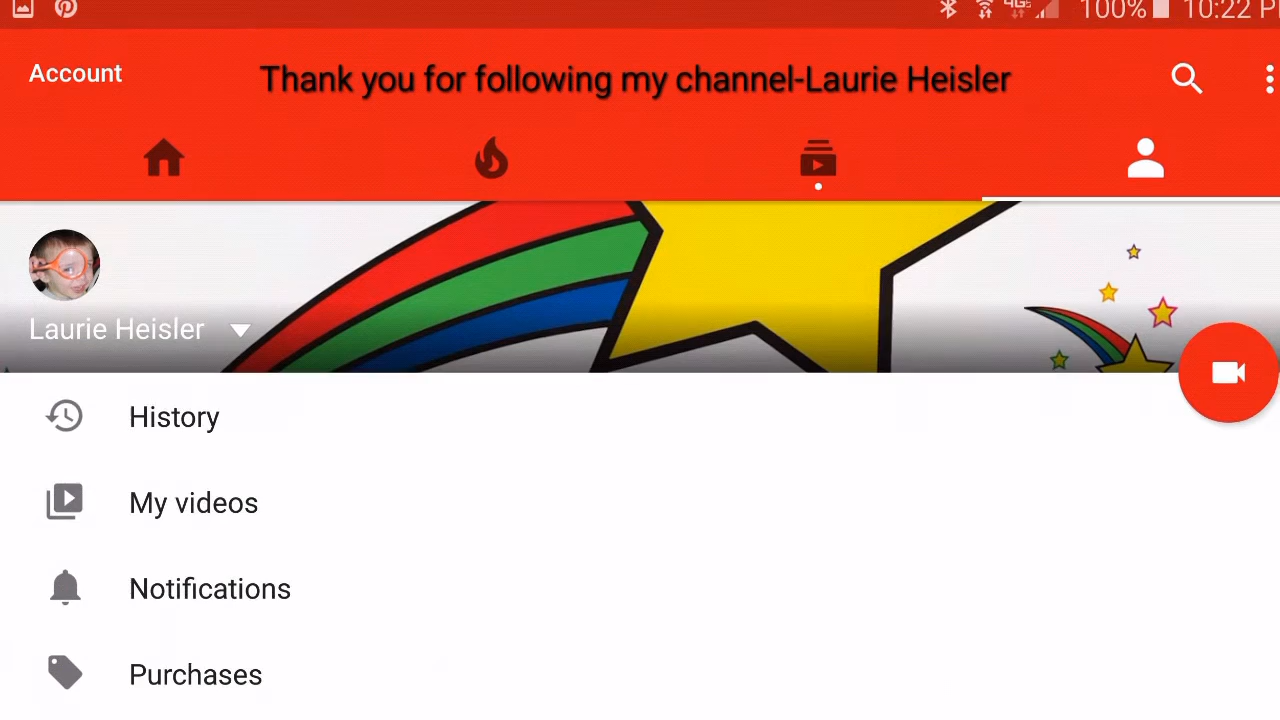 4G 100% 10:22 P
Account
Thank you for following my channel-Laurie Heisler
Laurie Heisler
History
My videos
Notifications
Purchases